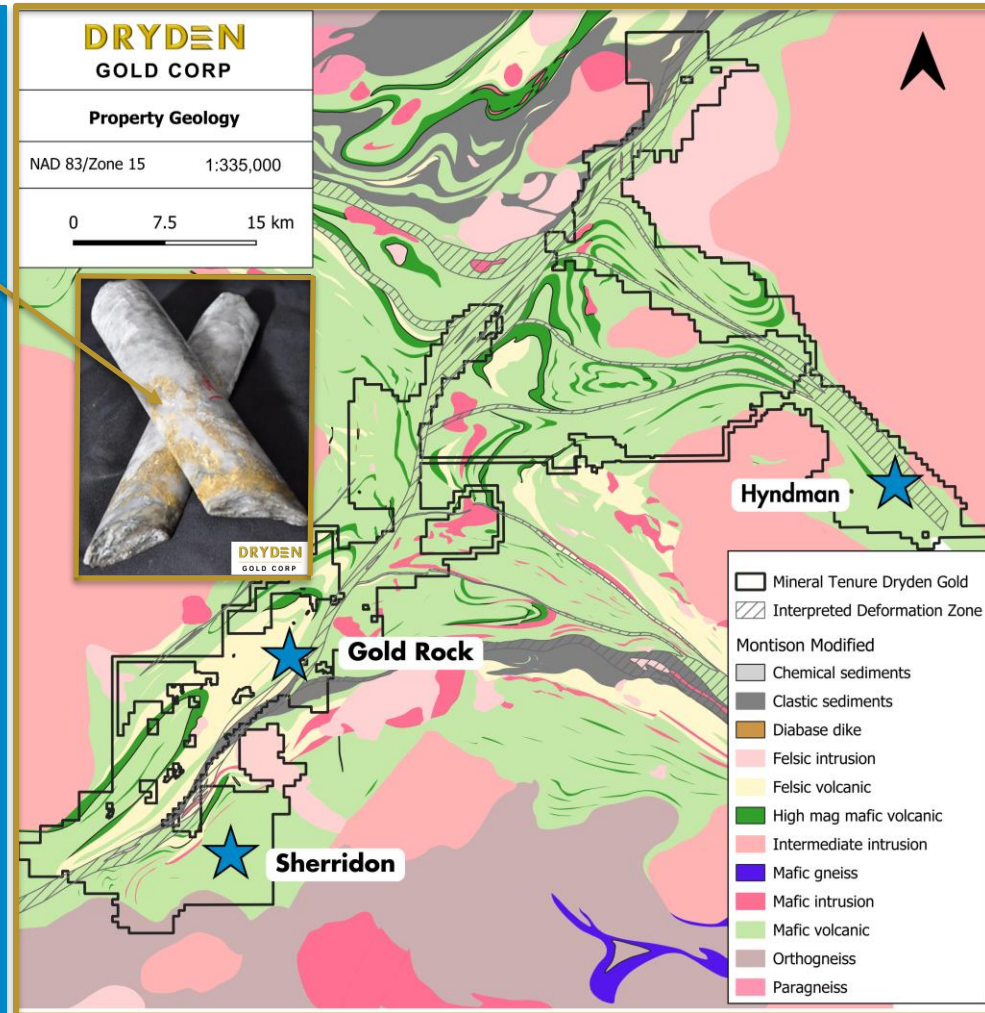 DRYDEN
GOLD CORP
Property Geology
NAD 83/Zone 15 1:335,000
0 7.5 15 km
DRYDEN
GOLD CORP
Hyndman
Gold Rock
Sherridon
Mineral Tenure Dryden Gold
Interpreted Deformation Zone
Montison Modified
Chemical sediments
Clastic sediments
Diabase dike
Felsic intrusion
Felsic volcanic
High mag mafic volcanic
Intermediate intrusion
Mafic gneiss
Mafic intrusion
Mafic volcanic
Orthogneiss
Paragneiss